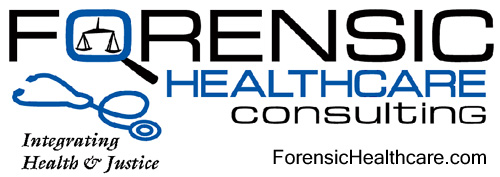 FORENSIC
HEALTHCARE
consulting
Integrating
Health & Justice
ForensicHealthcare.com